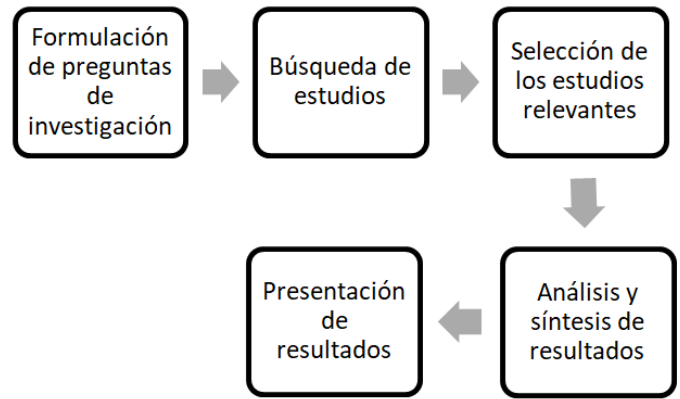 Formulación
de preguntas
de
investigación
Búsqueda de
estudios
Selección de
los estudios
relevantes
Análisis y
síntesis de
resultados
Presentación
de
resultados